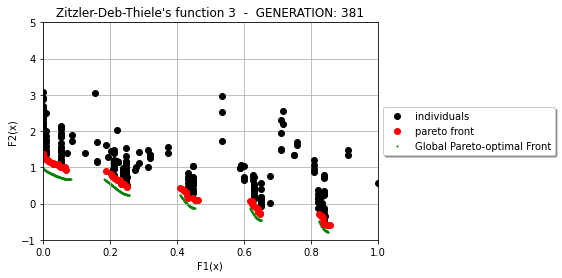 Zitzler-Deb-Thiele's function 3 - GENERATION: 381
5
4
3
2
1
0
−1
F2(x)
0.0 0.2 0.4 0.6 0.8 1.0
F1(x)
individuals
pareto front
Global Pareto-optimal Front